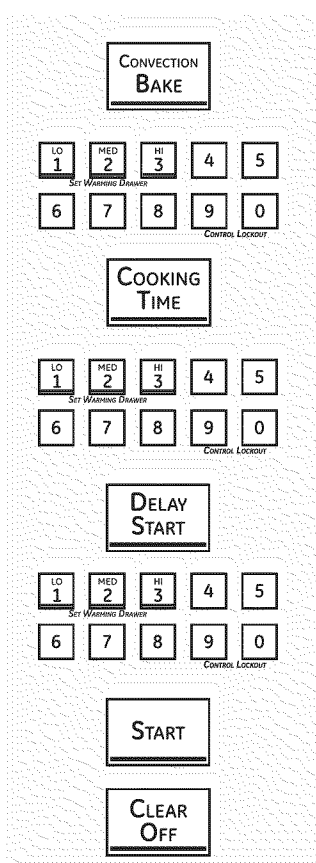 CONVECTION
BAKE
LO MED HI
1 2 3 4 5
SET WARMING DRAWER
6 7 8 9 0
CONTROL LOCKOUT
COOKING
TIME
LO MED HI
1 2 3 4 5
SET WARMING DRAWER
6 7 8 9 0
CONTROL LOCKOUT
DELAY
START
LO MED HI
1 2 3 4 5
SET WARMING DRAWER
6 7 8 9 0
CONTROL LOCKOUT
START
CLEAR
OFF